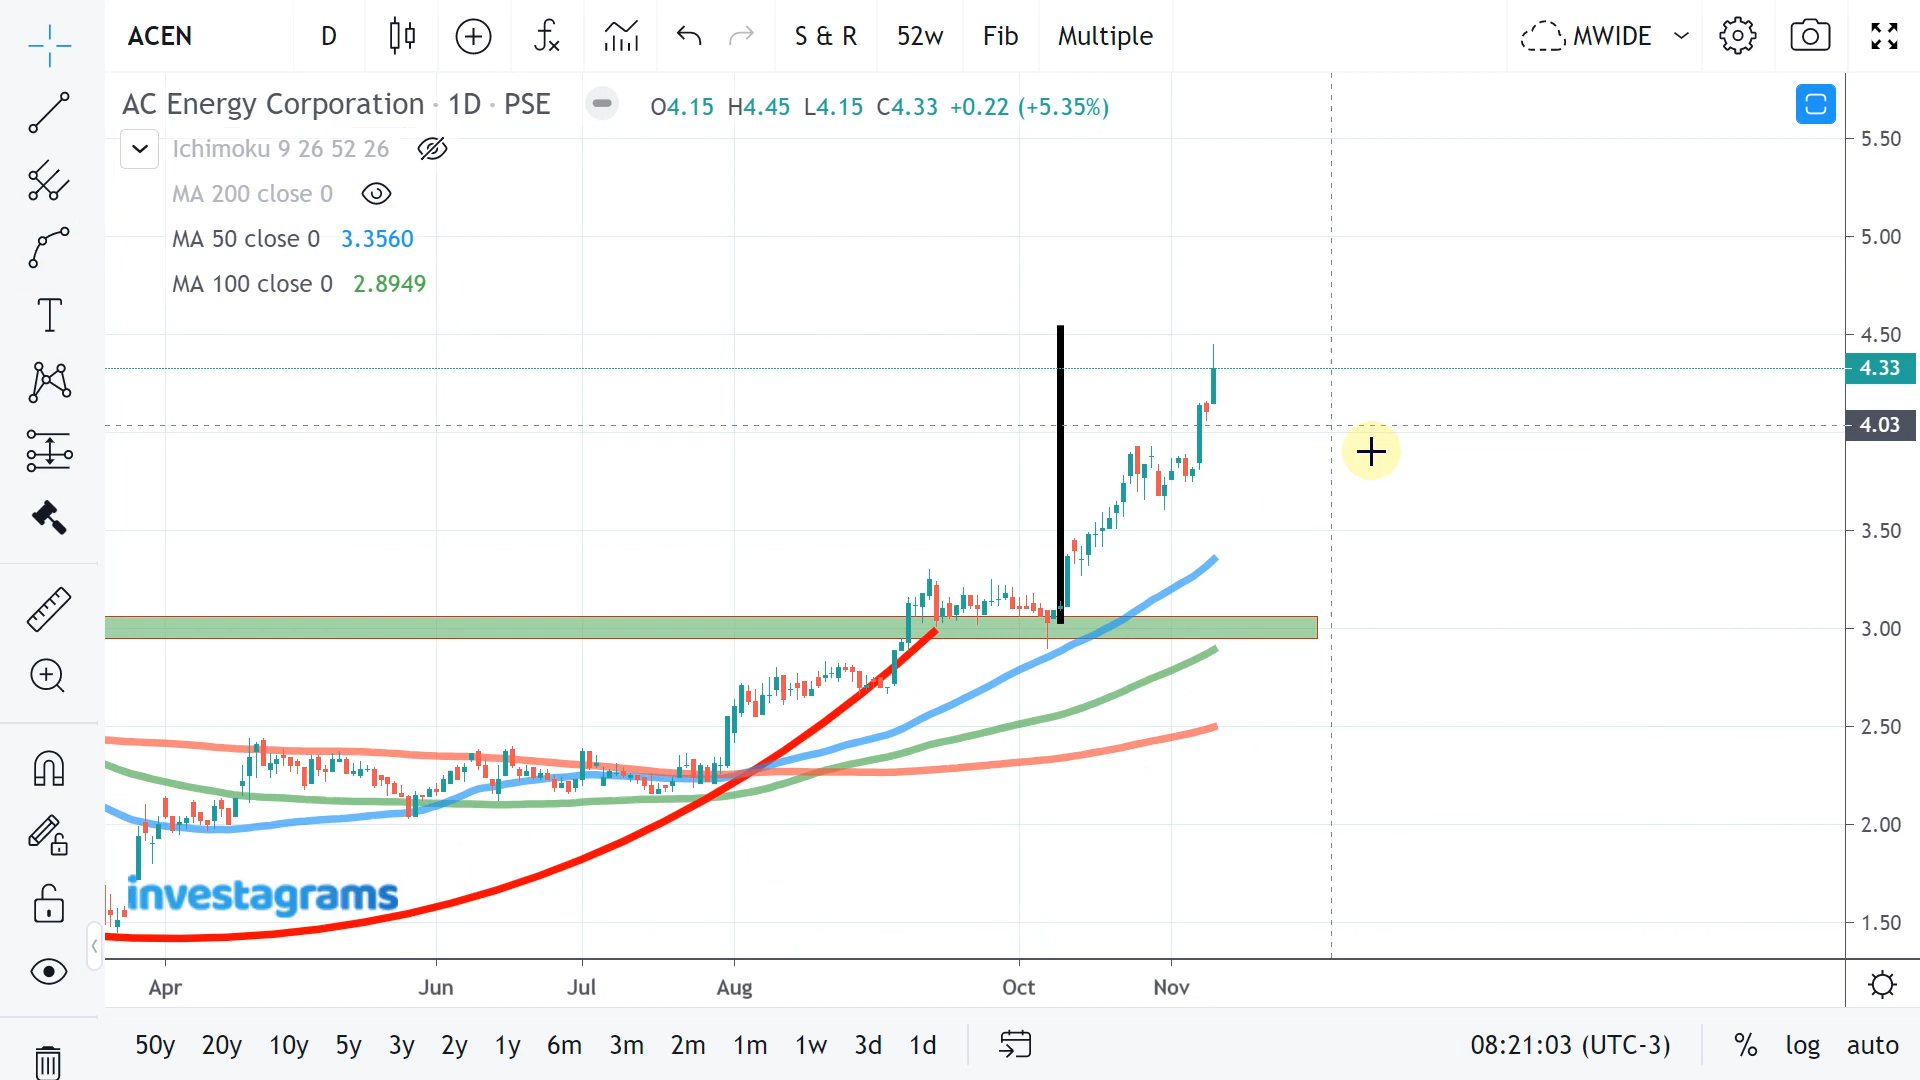 ACEN D S & R 52w Fib Multiple MWIDE
AC Energy Corporation · 1D · PSE O4.15 H4.45 L4.15 C4.33 +0.22 (+5.35%)
Ichimoku 9 26 52 26
MA 200 close 0
MA 50 close 0 3.3560
MA 100 close 0 2.8949
5.50
5.00
4.50
4.33
4.03
3.50
3.00
2.50
2.00
1.50
investagrams
Apr Jun Jul Aug Oct Nov
50y 20y 10y 5y 3y 2y 1y 6m 3m 2m 1m 1w 3d 1d 08:21:03 (UTC-3) % log auto